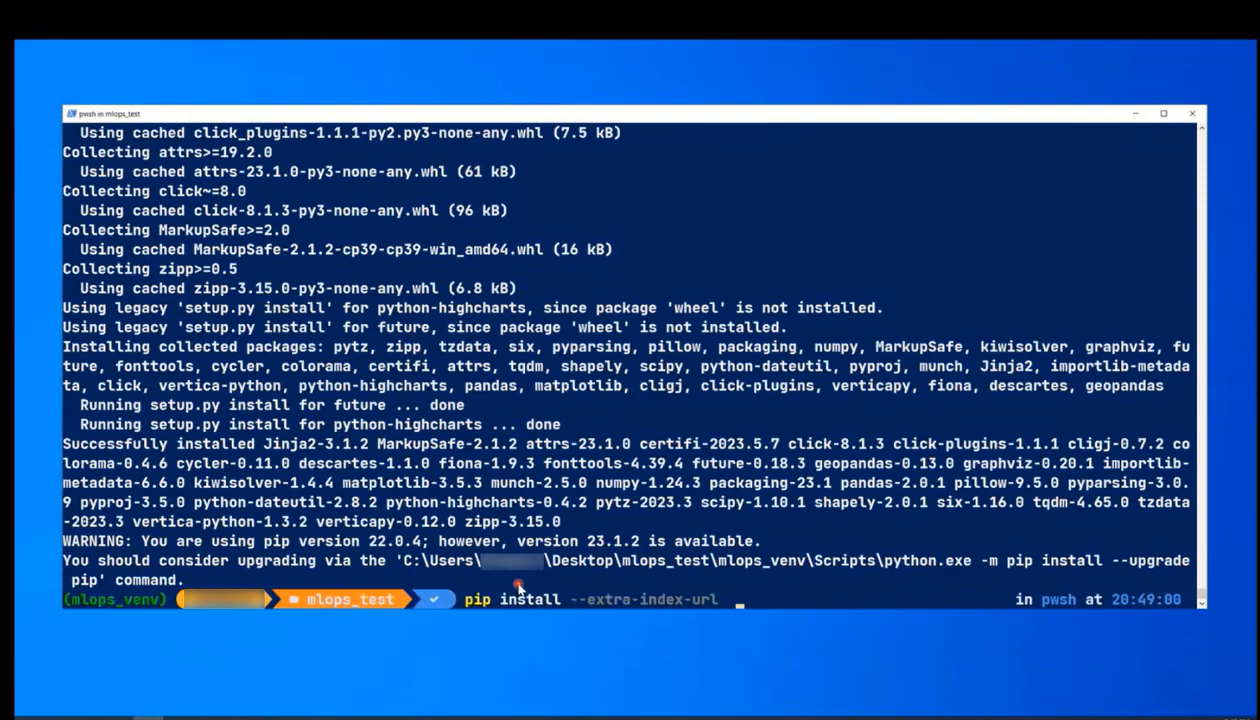 pwsh in mlops_test
Using cached click_plugins-1.1.1-py2.py3-none-any.whl (7.5 kB)
Collecting attrs>=19.2.0
Using cached attrs-23.1.0-py3-none-any.whl (61 kB)
Collecting click~=8.0
Using cached click-8.1.3-py3-none-any.whl (96 kB)
Collecting MarkupSafe>=2.0
Using cached MarkupSafe-2.1.2-cp39-cp39-win_amd64.whl (16 kB)
Collecting zipp>=0.5
Using cached zipp-3.15.0-py3-none-any.whl (6.8 kB)
Using legacy 'setup.py install' for python-highcharts, since package 'wheel' is not installed.
Using legacy 'setup.py install' for future, since package 'wheel' is not installed.
Installing collected packages: pytz, zipp, tzdata, six, pyparsing, pillow, packaging, numpy, MarkupSafe, kiwisolver, graphviz, fu
ture, fonttools, cycler, colorama, certifi, attrs, tqdm, shapely, scipy, python-dateutil, pyproj, munch, Jinja2, importlib-metada
ta, click, vertica-python, python-highcharts, pandas, matplotlib, cligj, click-plugins, verticapy, fiona, descartes, geopandas
Running setup.py install for future ... done
Running setup.py install for python-highcharts ... done
Successfully installed Jinja2-3.1.2 MarkupSafe-2.1.2 attrs-23.1.0 certifi-2023.5.7 click-8.1.3 click-plugins-1.1.1 cligj-0.7.2 co
lorama-0.4.6 cycler-0.11.0 descartes-1.1.0 fiona-1.9.3 fonttools-4.39.4 future-0.18.3 geopandas-0.13.0 graphviz-0.20.1 importlib-
metadata-6.6.0 kiwisolver-1.4.4 matplotlib-3.5.3 munch-2.5.0 numpy-1.24.3 packaging-23.1 pandas-2.0.1 pillow-9.5.0 pyparsing-3.0.
9 pyproj-3.5.0 python-dateutil-2.8.2 python-highcharts-0.4.2 pytz-2023.3 scipy-1.10.1 shapely-2.0.1 six-1.16.0 tqdm-4.65.0 tzdata
-2023.3 vertica-python-1.3.2 verticapy-0.12.0 zipp-3.15.0
WARNING: You are using pip version 22.0.4; however, version 23.1.2 is available.
You should consider upgrading via the 'C:\Users\ \Desktop\mlops_test\mlops_venv\Scripts\python.exe -m pip install --upgrade
pip' command.
(mlops_venv) mlops_test pip install --extra-index-url in pwsh at 20:49:00